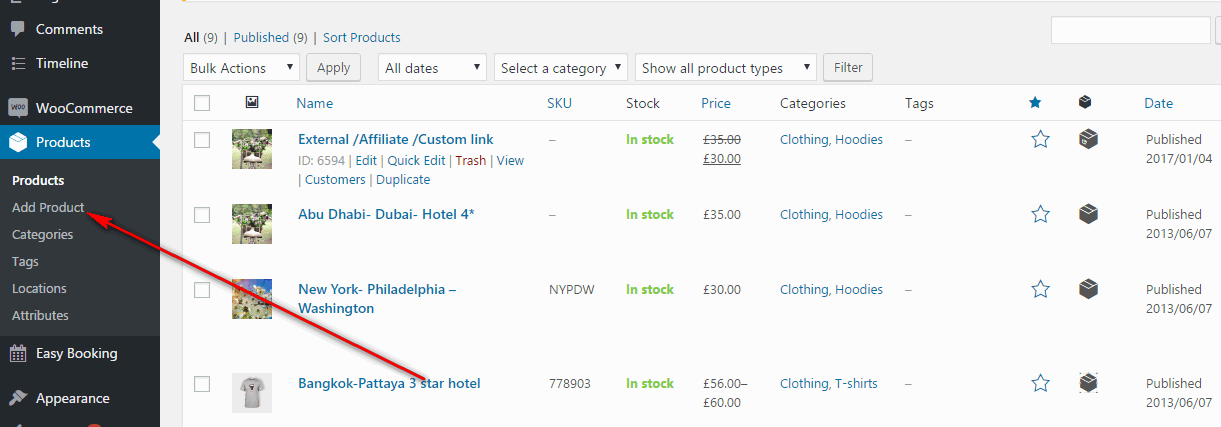 Comments
Timeline
WooCommerce
Products
Products
Add Product
Categories
Tags
Locations
Attributes
Easy Booking
Appearance
All (9) | Published (9) | Sort Products
Bulk Actions Apply All dates Select a category Show all product types Filter
Name SKU Stock Price Categories Tags Date
External /Affiliate /Custom link – In stock £35.00 Clothing, Hoodies – Published
ID: 6594 | Edit | Quick Edit | Trash | View £30.00 2017/01/04
| Customers | Duplicate
Abu Dhabi- Dubai- Hotel 4* – In stock £35.00 Clothing, Hoodies – Published
2013/06/07
New York- Philadelphia – NYPDW In stock £30.00 Clothing, Hoodies – Published
Washington 2013/06/07
Bangkok-Pattaya 3 star hotel 778903 In stock £56.00– Clothing, T-shirts – Published
£60.00 2013/06/07